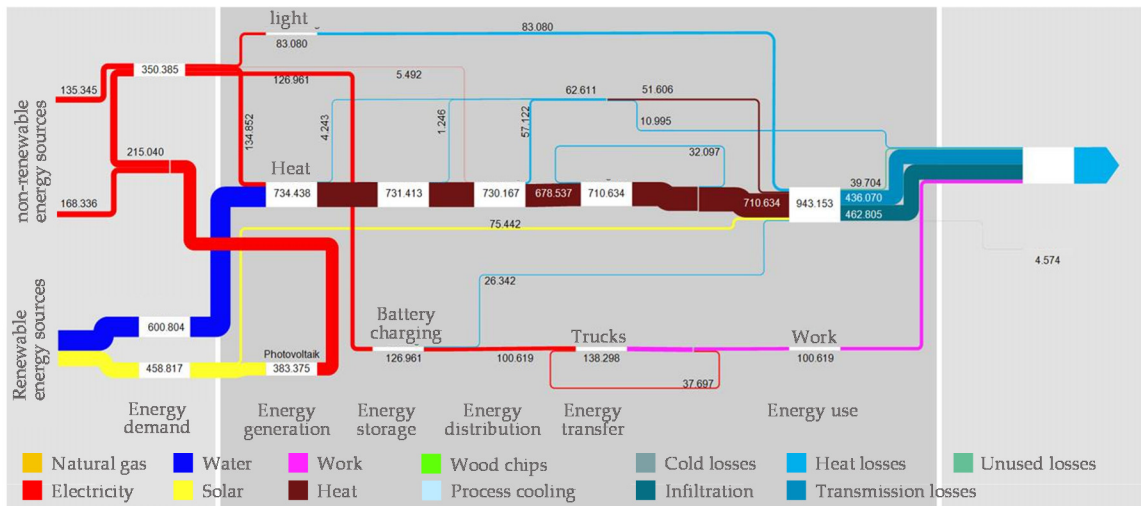 light
83.080
83.080
350.385
135.345
126.961
5.492
62.611
51.606
10.995
134.852
4.243
1.246
57.122
non-renewable
energy sources
215.040
32.097
Heat
734.438
731.413
730.167
678.537
710.634
710.634
943.153
39.704
436.070
462.805
168.336
75.442
4.574
26.342
Renewable
energy sources
600.804
Battery
charging
Trucks
Work
126.961
100.619
138.298
100.619
Photovoltaik
458.817
383.375
37.697
Energy
demand
Energy
generation
Energy
storage
Energy
distribution
Energy
transfer
Energy use
Natural gas
Water
Work
Wood chips
Cold losses
Heat losses
Unused losses
Electricity
Solar
Heat
Process cooling
Infiltration
Transmission losses